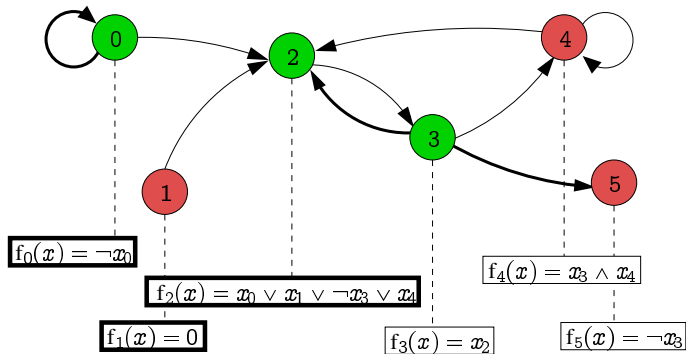 0
2
4
3
1
5
f₀(x) = ¬x₀
f₄(x) = x₃ ∧ x₄
f₂(x) = x₀ ∨ x₁ ∨ ¬x₃ ∨ x₄
f₁(x) = 0
f₃(x) = x₂
f₅(x) = ¬x₃